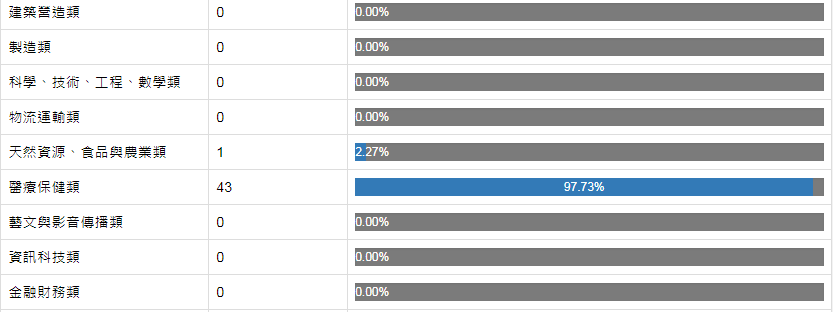 建築營造類 0 0.00%
製造類 0 0.00%
科學、技術、工程、數學類 0 0.00%
物流運輸類 0 0.00%
天然資源、食品與農業類 1 2.27%
醫療保健類 43 97.73%
藝文與影音傳播類 0 0.00%
資訊科技類 0 0.00%
金融財務類 0 0.00%